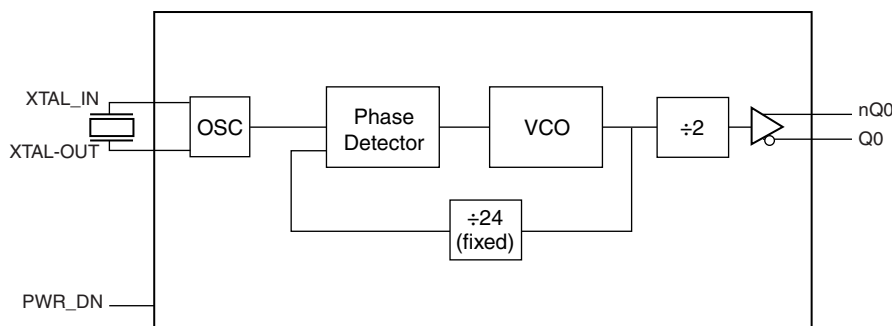 XTAL_IN
XTAL-OUT
OSC
Phase
Detector
VCO
÷2
nQ0
Q0
÷24
(fixed)
PWR_DN